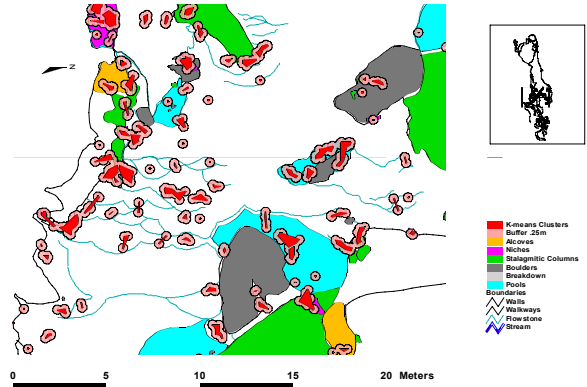 N
K-means Clusters
Buffer .25m
Alcoves
Niches
Stalagmitic Columns
Boulders
Breakdown
Pools
Boundaries
Walls
Walkways
Flowstone
Stream
0 5 10 15 20 Meters